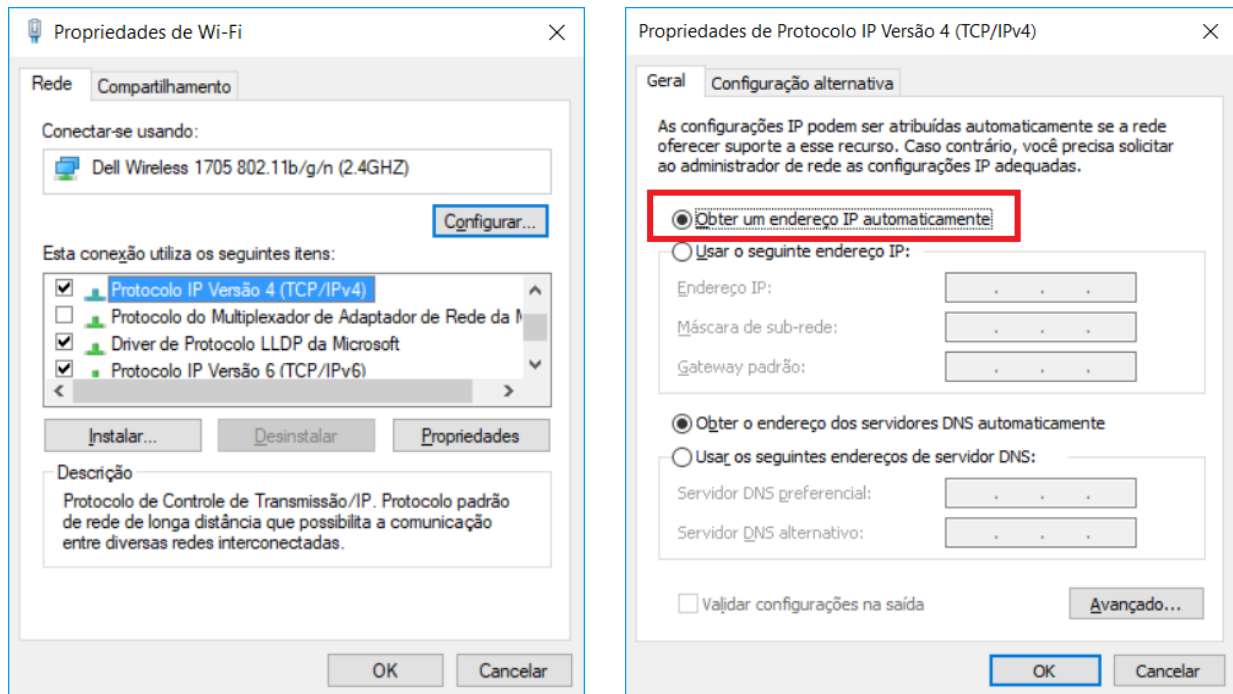 Propriedades de Wi-Fi
Rede
Compartilhamento
Conectar-se usando:
Dell Wireless 1705 802.11b/g/n (2.4GHZ)
Configurar...
Esta conexão utiliza os seguintes itens:
Protocolo IP Versão 4 (TCP/IPv4)
Protocolo do Multiplexador de Adaptador de Rede da
Driver de Protocolo LLDP da Microsoft
Protocolo IP Versão 6 (TCP/IPv6)
Instalar...
Desinstalar
Propriedades
Descrição
Protocolo de Controle de Transmissão/IP. Protocolo padrão
de rede de longa distância que possibilita a comunicação
entre diversas redes interconectadas.
OK
Cancelar
Propriedades de Protocolo IP Versão 4 (TCP/IPv4)
Geral
Configuração alternativa
As configurações IP podem ser atribuídas automaticamente se a rede
oferecer suporte a esse recurso. Caso contrário, você precisa solicitar
ao administrador de rede as configurações IP adequadas.
Obter um endereço IP automaticamente
Usar o seguinte endereço IP:
Endereço IP:
Máscara de sub-rede:
Gateway padrão:
Obter o endereço dos servidores DNS automaticamente
Usar os seguintes endereços de servidor DNS:
Servidor DNS preferencial:
Servidor DNS alternativo:
Validar configurações na saída
Avançado...
OK
Cancelar